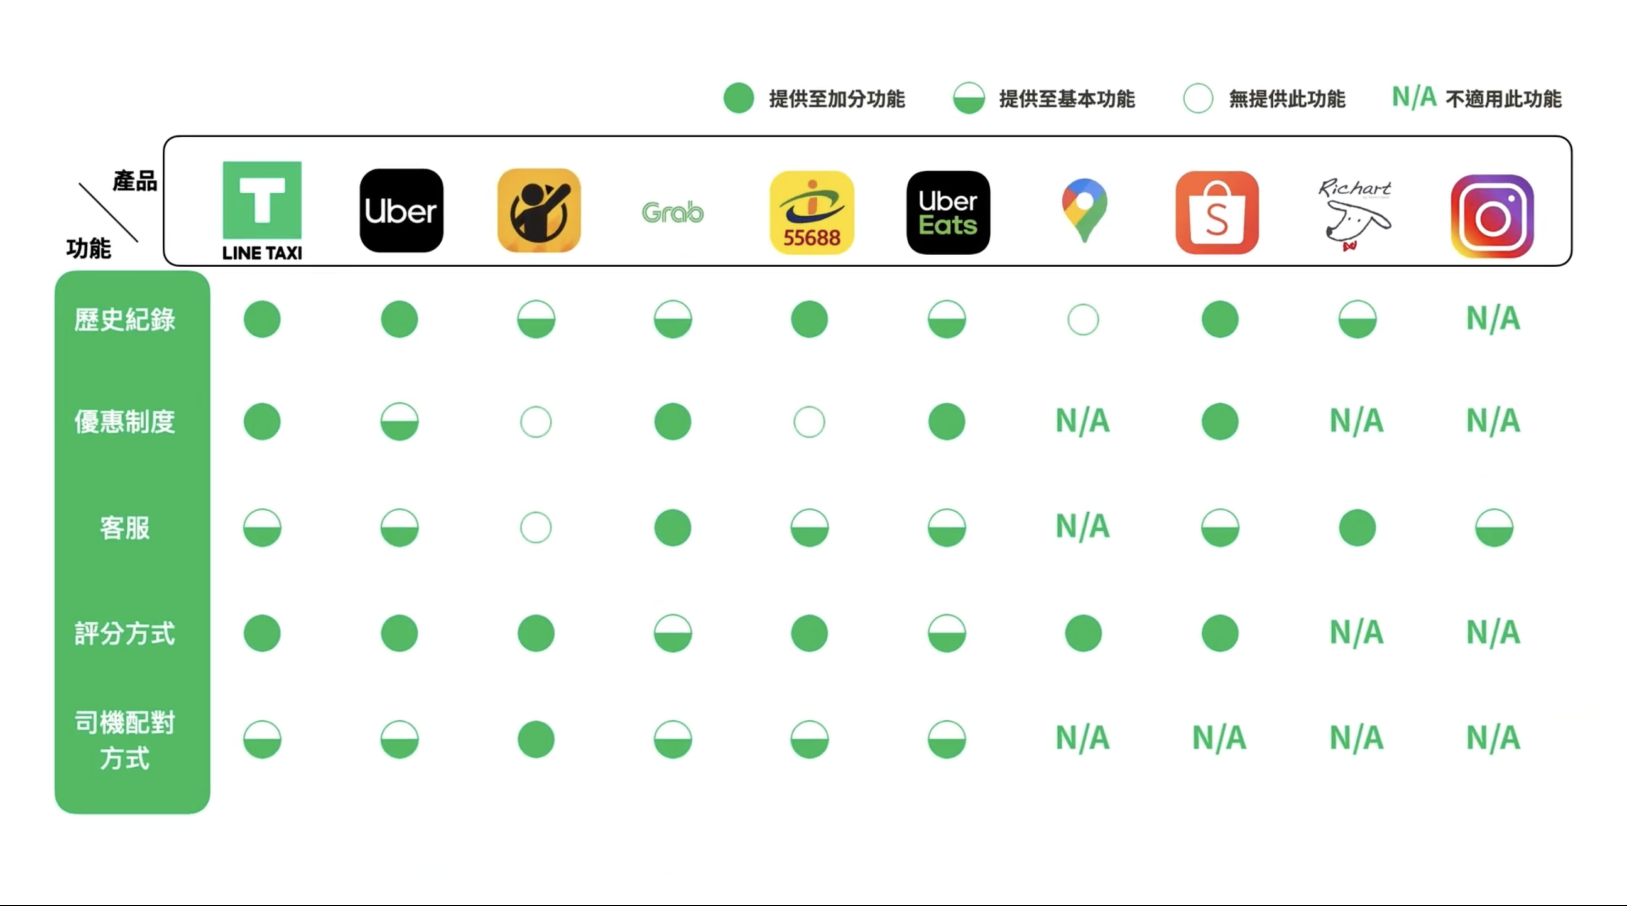 提供至加分功能 提供至基本功能 無提供此功能 N/A 不適用此功能
產品
功能
T
LINE TAXI
Uber
Grab
55688
Uber
Eats
S
Richart
歷史紀錄 N/A
優惠制度 N/A N/A N/A
客服 N/A
評分方式 N/A N/A
司機配對
方式 N/A N/A N/A N/A